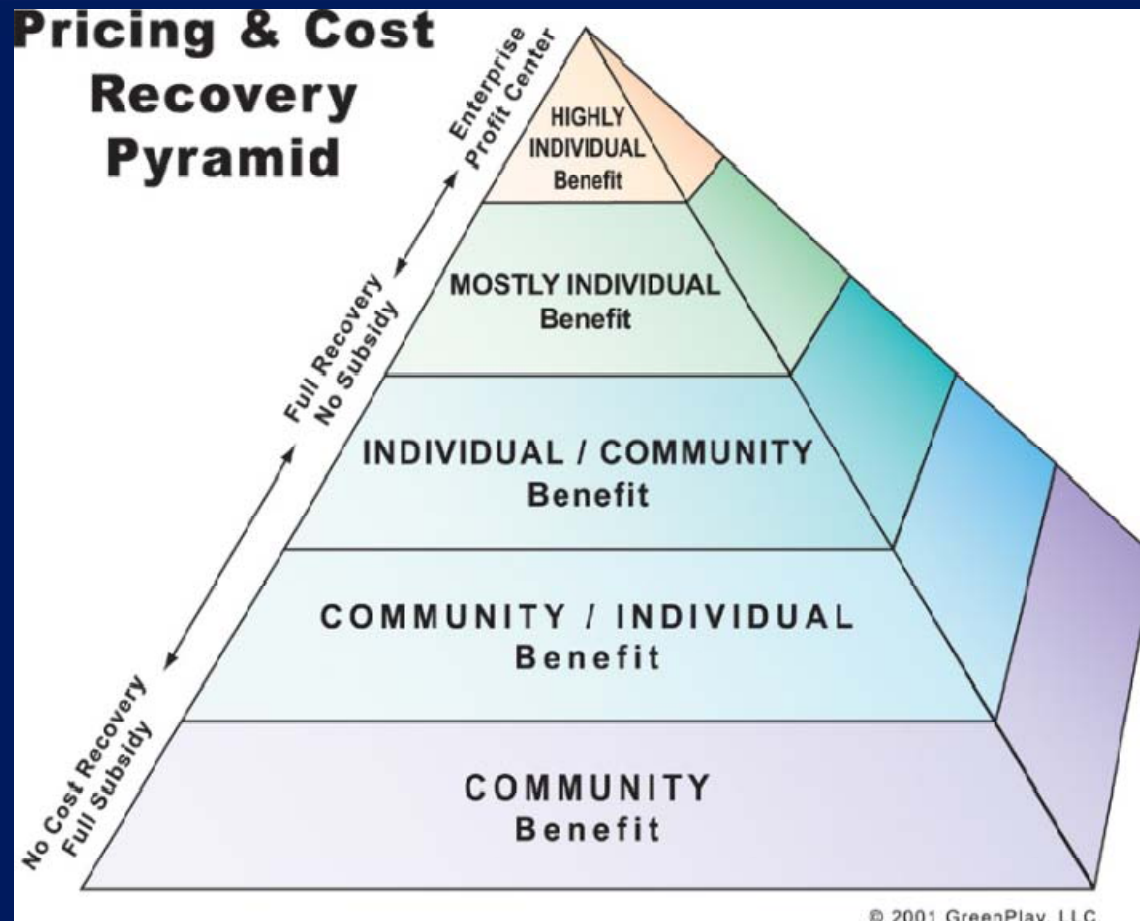 Pricing & Cost
Recovery
Pyramid
Enterprise
Profit Center
Full Recovery
No Subsidy
No Cost Recovery
Full Subsidy
HIGHLY
INDIVIDUAL
Benefit
MOSTLY INDIVIDUAL
Benefit
INDIVIDUAL / COMMUNITY
Benefit
COMMUNITY / INDIVIDUAL
Benefit
COMMUNITY
Benefit
© 2001 GreenPlay, LLC